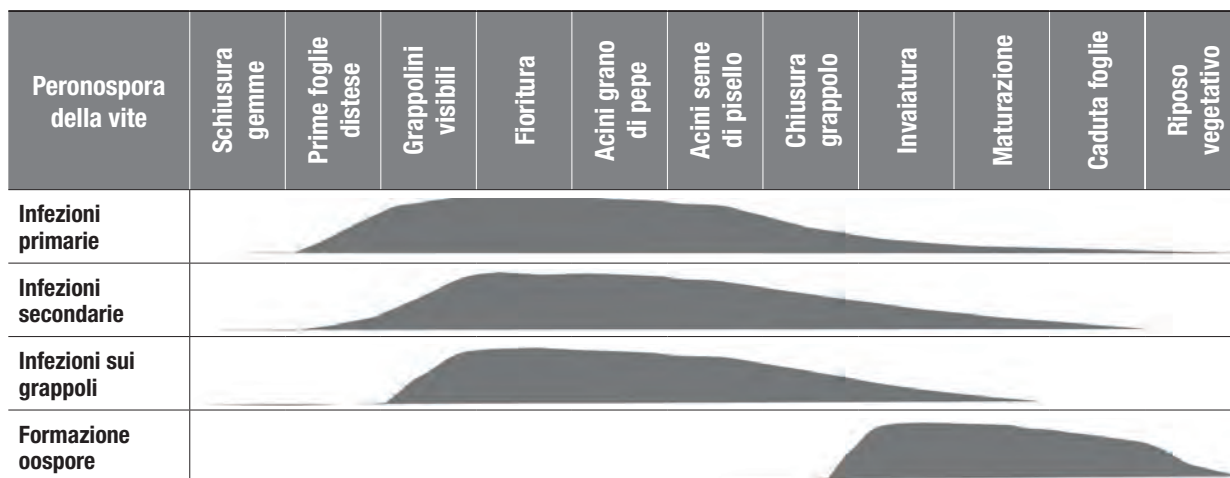 Peronospora
della vite
Schiusura
gemme
Prime foglie
distese
Grappolini
visibili
Fioritura
Acini grano
di pepe
Acini seme
di pisello
Chiusura
grappolo
Invaiatura
Maturazione
Caduta foglie
Riposo
vegetativo
Infezioni
primarie
Infezioni
secondarie
Infezioni sui
grappoli
Formazione
oospore